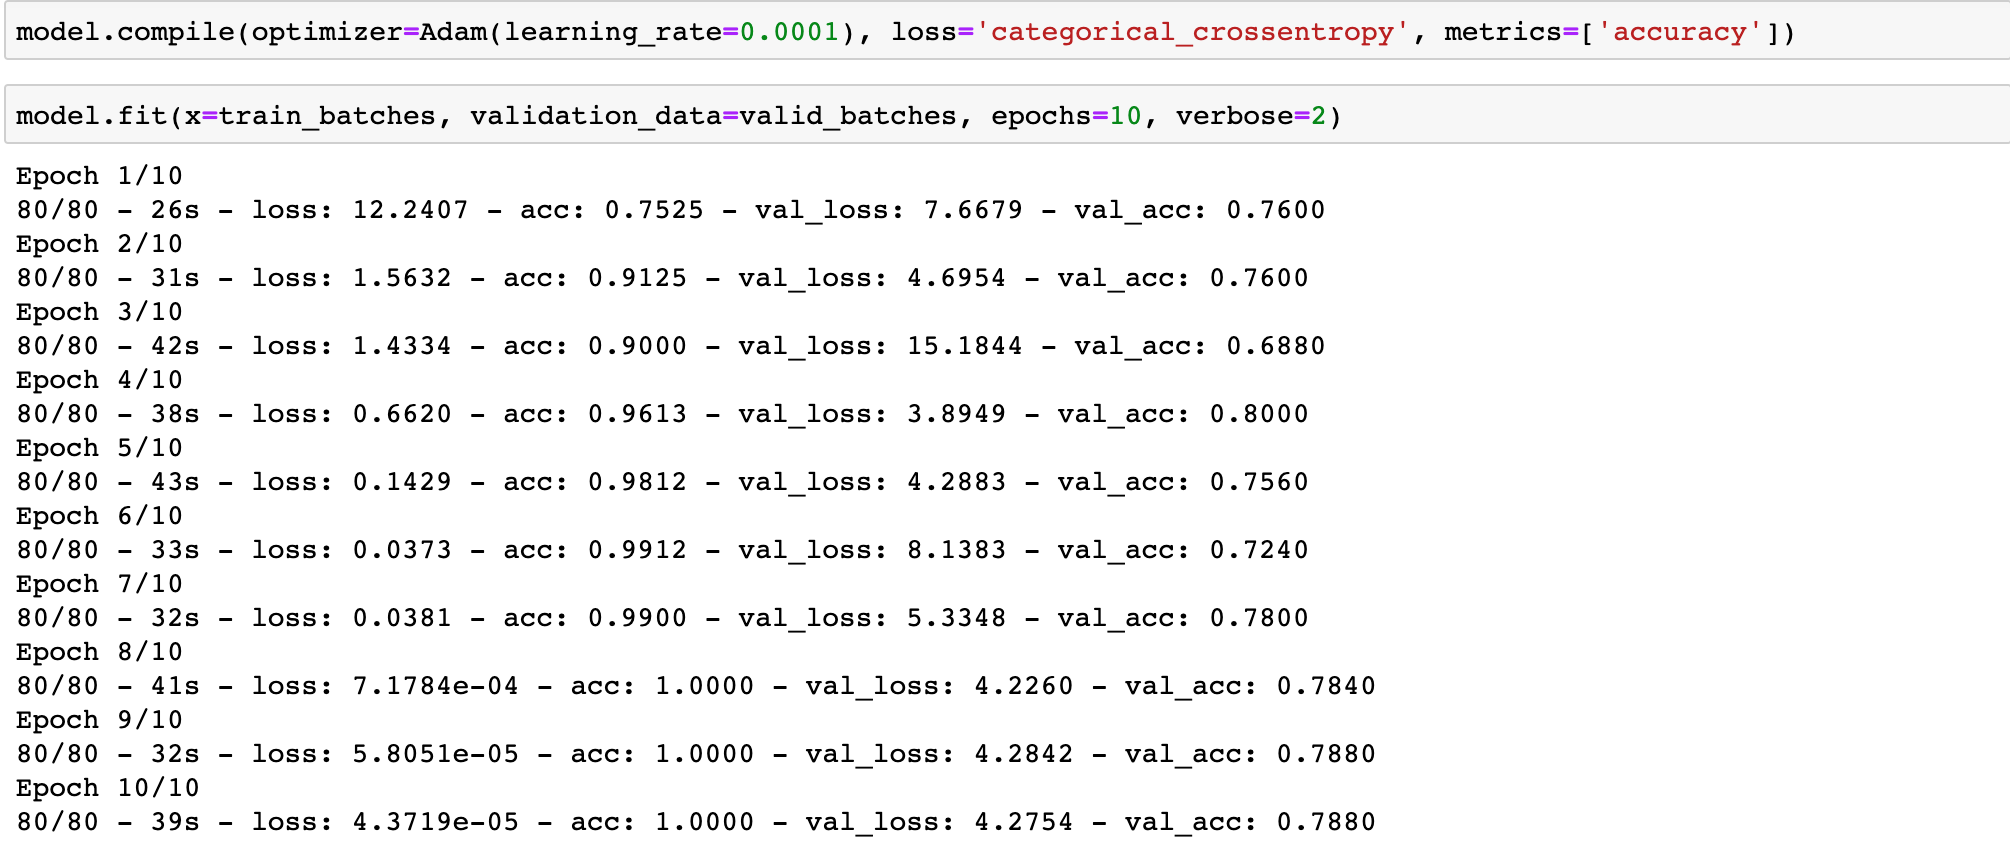 model.compile(optimizer=Adam(learning_rate=0.0001), loss='categorical_crossentropy', metrics=['accuracy'])
model.fit(x=train_batches, validation_data=valid_batches, epochs=10, verbose=2)
Epoch 1/10
80/80 - 26s - loss: 12.2407 - acc: 0.7525 - val_loss: 7.6679 - val_acc: 0.7600
Epoch 2/10
80/80 - 31s - loss: 1.5632 - acc: 0.9125 - val_loss: 4.6954 - val_acc: 0.7600
Epoch 3/10
80/80 - 42s - loss: 1.4334 - acc: 0.9000 - val_loss: 15.1844 - val_acc: 0.6880
Epoch 4/10
80/80 - 38s - loss: 0.6620 - acc: 0.9613 - val_loss: 3.8949 - val_acc: 0.8000
Epoch 5/10
80/80 - 43s - loss: 0.1429 - acc: 0.9812 - val_loss: 4.2883 - val_acc: 0.7560
Epoch 6/10
80/80 - 33s - loss: 0.0373 - acc: 0.9912 - val_loss: 8.1383 - val_acc: 0.7240
Epoch 7/10
80/80 - 32s - loss: 0.0381 - acc: 0.9900 - val_loss: 5.3348 - val_acc: 0.7800
Epoch 8/10
80/80 - 41s - loss: 7.1784e-04 - acc: 1.0000 - val_loss: 4.2260 - val_acc: 0.7840
Epoch 9/10
80/80 - 32s - loss: 5.8051e-05 - acc: 1.0000 - val_loss: 4.2842 - val_acc: 0.7880
Epoch 10/10
80/80 - 39s - loss: 4.3719e-05 - acc: 1.0000 - val_loss: 4.2754 - val_acc: 0.7880